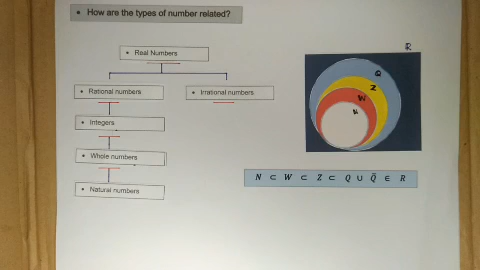 • How are the types of number related?
• Real Numbers
• Rational numbers
• Irrational numbers
• Integers
• Whole numbers
• Natural numbers
R
Q
Z
W
N ⊂ W ⊂ Z ⊂ Q ∪ Q̄ ∈ R